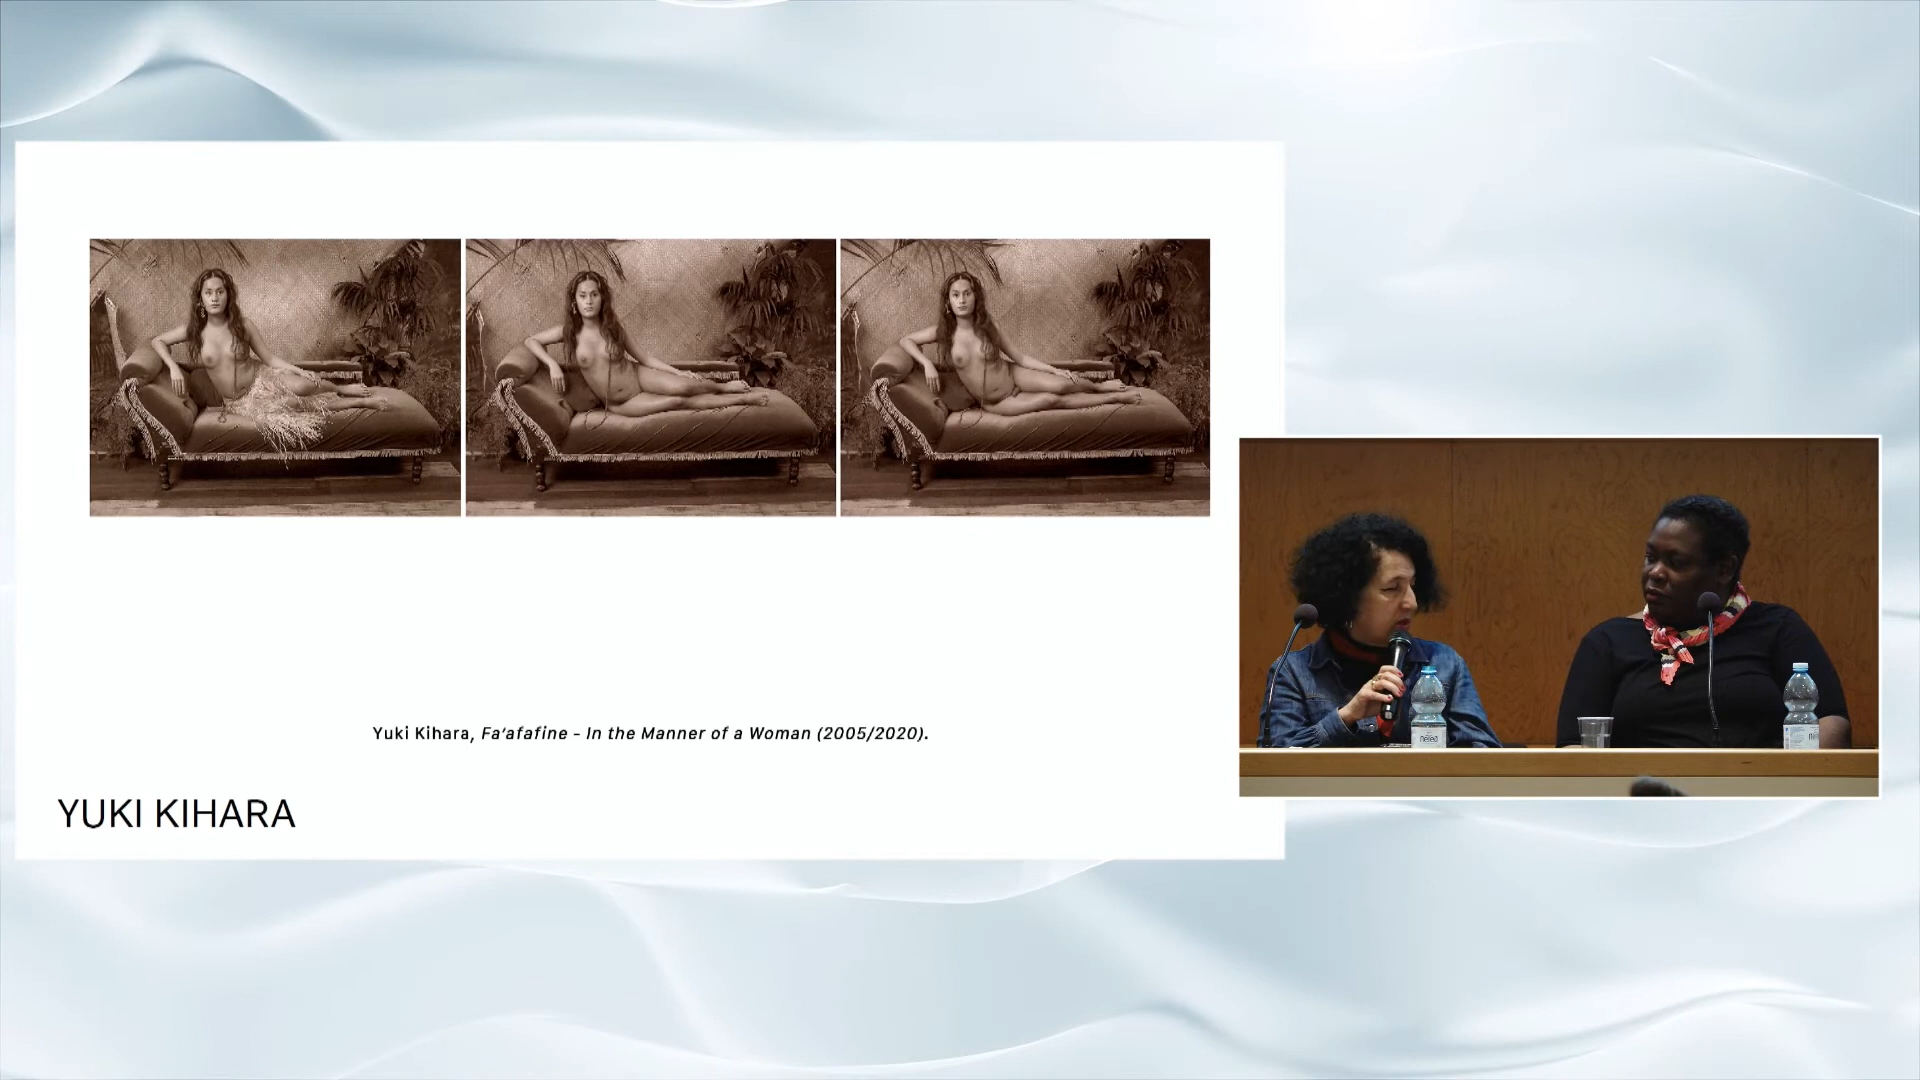 Yuki Kihara, Fa'afafine - In the Manner of a Woman (2005/2020).
YUKI KIHARA